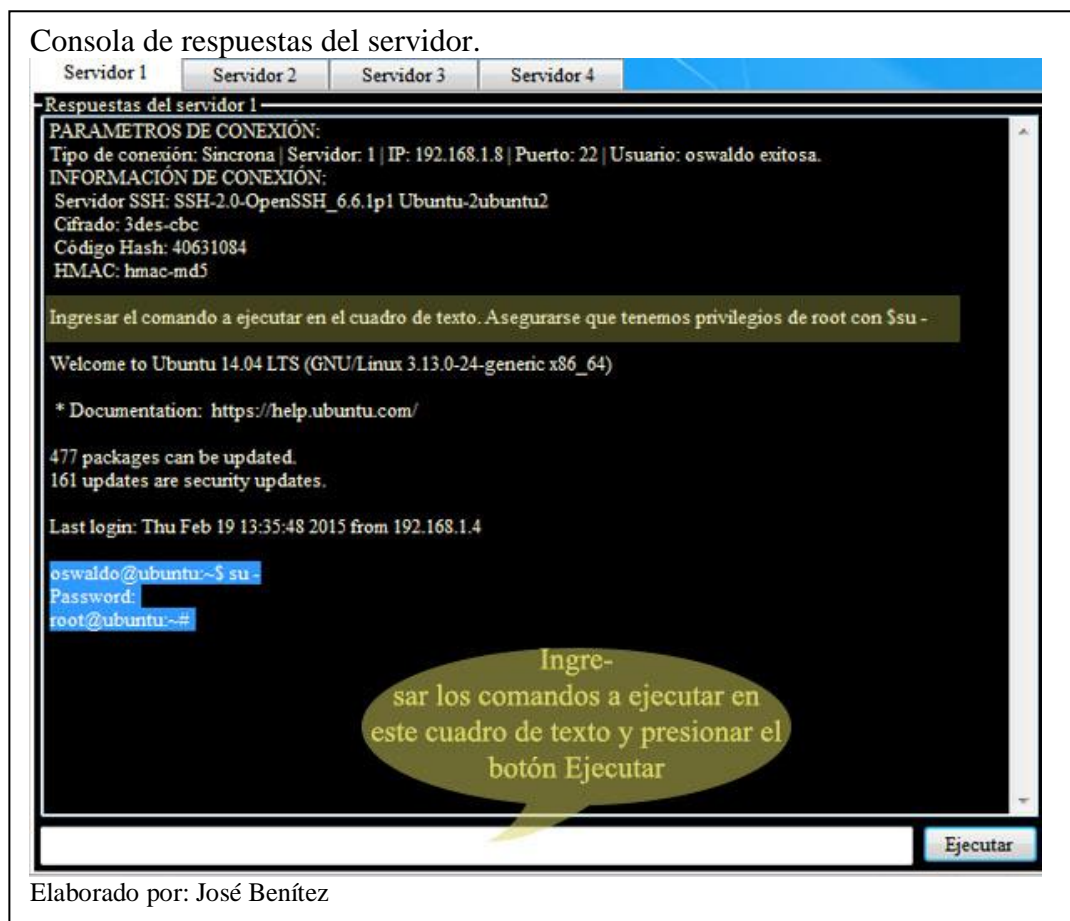 Consola de respuestas del servidor.
Servidor 1 Servidor 2 Servidor 3 Servidor 4
Respuestas del servidor 1
PARAMETROS DE CONEXIÓN:
Tipo de conexión: Sincrona | Servidor: 1 | IP: 192.168.1.8 | Puerto: 22 | Usuario: oswaldo exitosa.
INFORMACIÓN DE CONEXIÓN:
Servidor SSH: SSH-2.0-OpenSSH_6.6.1p1 Ubuntu-2ubuntu2
Cifrado: 3des-cbc
Código Hash: 40631084
HMAC: hmac-md5
Ingresar el comando a ejecutar en el cuadro de texto. Asegurarse que tenemos privilegios de root con $su -
Welcome to Ubuntu 14.04 LTS (GNU/Linux 3.13.0-24-generic x86_64)
* Documentation: https://help.ubuntu.com/
477 packages can be updated.
161 updates are security updates.
Last login: Thu Feb 19 13:35:48 2015 from 192.168.1.4
oswaldo@ubuntu:~$ su -
Password:
root@ubuntu:~#
Ingre-
sar los comandos a ejecutar en
este cuadro de texto y presionar el
botón Ejecutar
Ejecutar
Elaborado por: José Benítez